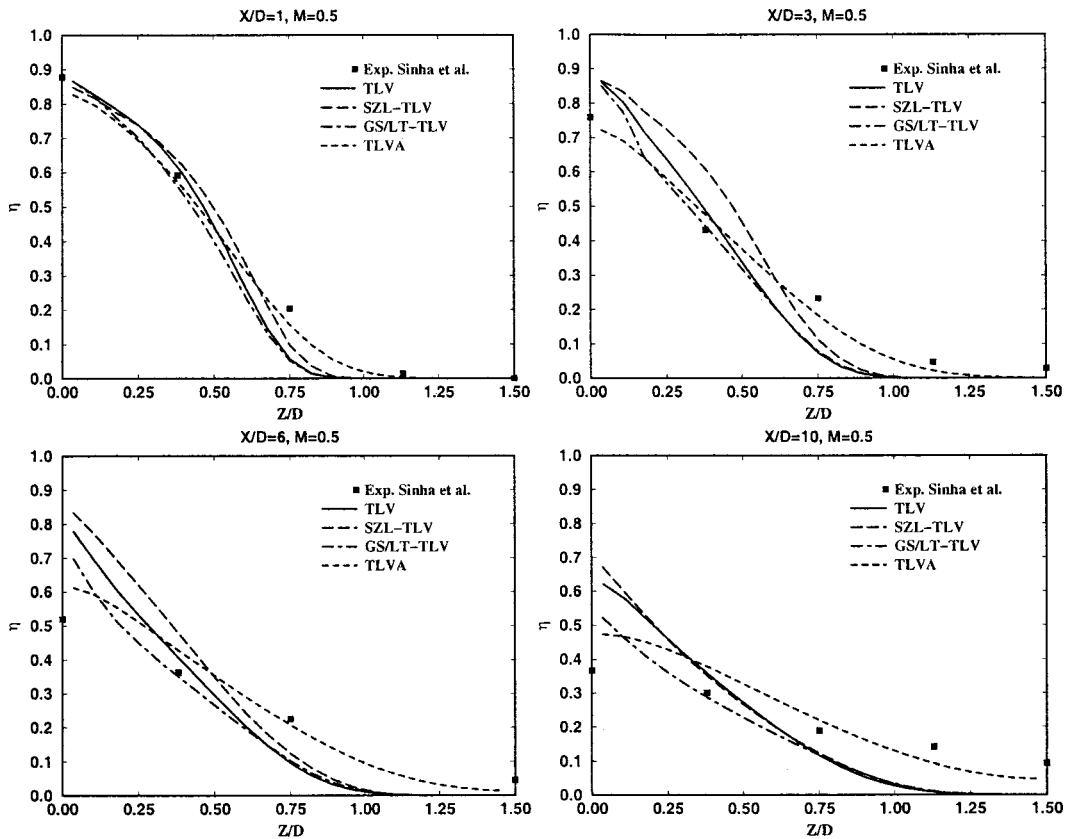 X/D=1, M=0.5
1.0
0.9
0.8
0.7
0.6
0.5
0.4
0.3
0.2
0.1
0.0
η
Exp. Sinha et al.
TLV
SZL-TLV
GS/LT-TLV
TLVA
0.00 0.25 0.50 0.75 1.00 1.25 1.50
Z/D
X/D=3, M=0.5
1.0
0.9
0.8
0.7
0.6
0.5
0.4
0.3
0.2
0.1
0.0
η
Exp. Sinha et al.
TLV
SZL-TLV
GS/LT-TLV
TLVA
0.00 0.25 0.50 0.75 1.00 1.25 1.50
Z/D
X/D=6, M=0.5
1.0
0.9
0.8
0.7
0.6
0.5
0.4
0.3
0.2
0.1
0.0
η
Exp. Sinha et al.
TLV
SZL-TLV
GS/LT-TLV
TLVA
0.00 0.25 0.50 0.75 1.00 1.25 1.50
Z/D
X/D=10, M=0.5
1.0
0.9
0.8
0.7
0.6
0.5
0.4
0.3
0.2
0.1
0.0
η
Exp. Sinha et al.
TLV
SZL-TLV
GS/LT-TLV
TLVA
0.00 0.25 0.50 0.75 1.00 1.25 1.50
Z/D